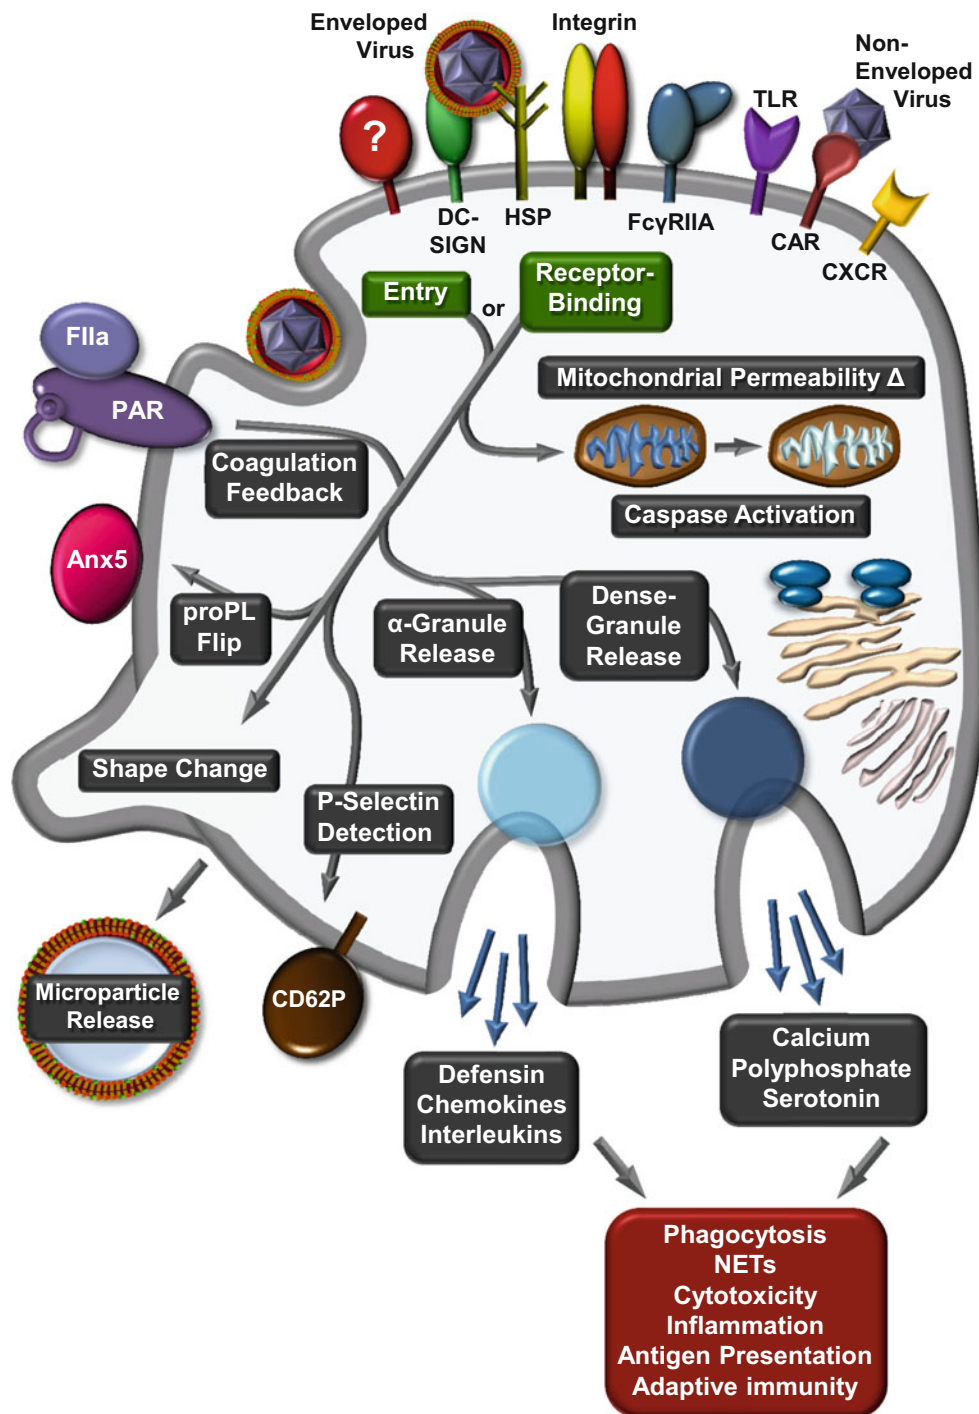 Enveloped
Virus
Integrin
Non-
Enveloped
Virus
TLR
?
DC-
SIGN
HSP
FcγRIIA
CAR
CXCR
Entry
or
Receptor-
Binding
FIIa
PAR
Mitochondrial Permeability Δ
Coagulation
Feedback
Caspase Activation
Anx5
proPL
Flip
α-Granule
Release
Dense-
Granule
Release
Shape Change
P-Selectin
Detection
Microparticle
Release
CD62P
Defensin
Chemokines
Interleukins
Calcium
Polyphosphate
Serotonin
Phagocytosis
NETs
Cytotoxicity
Inflammation
Antigen Presentation
Adaptive immunity